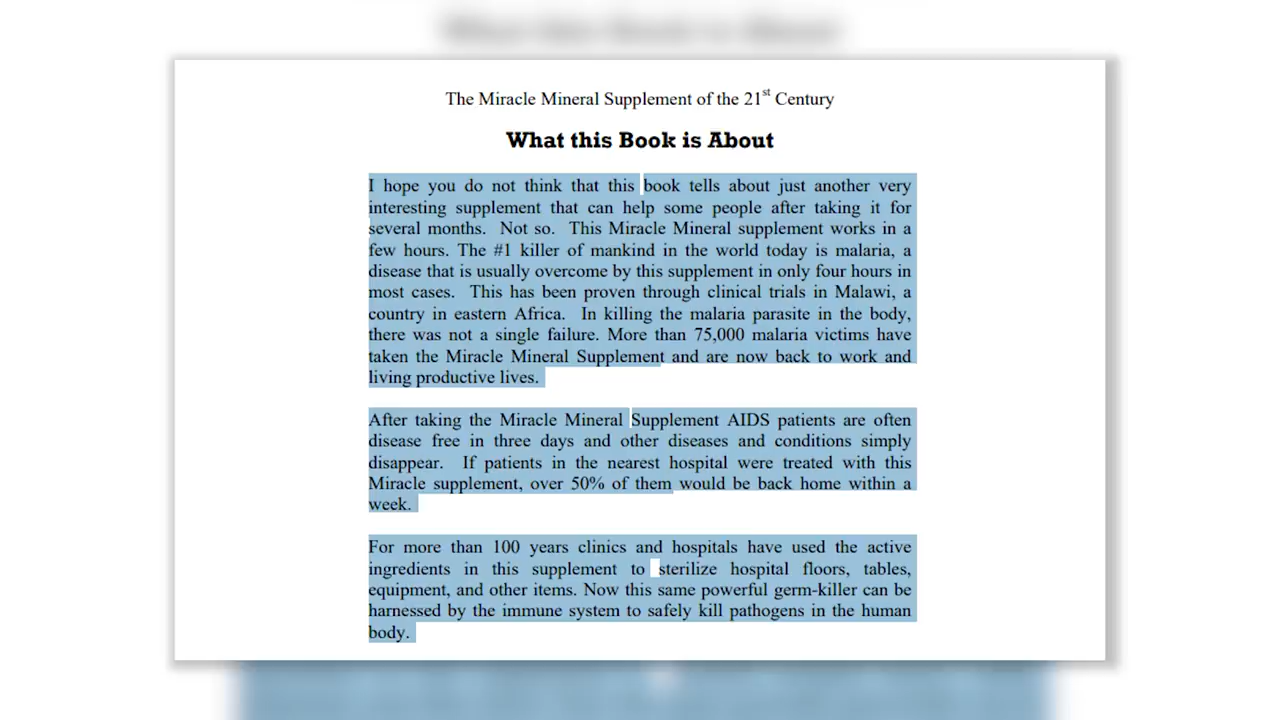 The Miracle Mineral Supplement of the 21st Century
What this Book is About
I hope you do not think that this book tells about just another very
interesting supplement that can help some people after taking it for
several months. Not so. This Miracle Mineral supplement works in a
few hours. The #1 killer of mankind in the world today is malaria, a
disease that is usually overcome by this supplement in only four hours in
most cases. This has been proven through clinical trials in Malawi, a
country in eastern Africa. In killing the malaria parasite in the body,
there was not a single failure. More than 75,000 malaria victims have
taken the Miracle Mineral Supplement and are now back to work and
living productive lives.
After taking the Miracle Mineral Supplement AIDS patients are often
disease free in three days and other diseases and conditions simply
disappear. If patients in the nearest hospital were treated with this
Miracle supplement, over 50% of them would be back home within a
week.
For more than 100 years clinics and hospitals have used the active
ingredients in this supplement to sterilize hospital floors, tables,
equipment, and other items. Now this same powerful germ-killer can be
harnessed by the immune system to safely kill pathogens in the human
body.